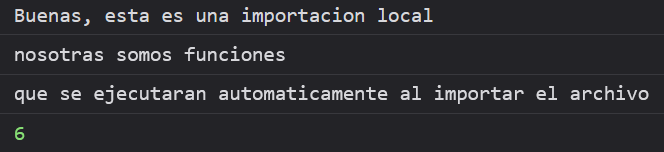 Buenas, esta es una importacion local
nosotras somos funciones
que se ejecutaran automaticamente al importar el archivo
6